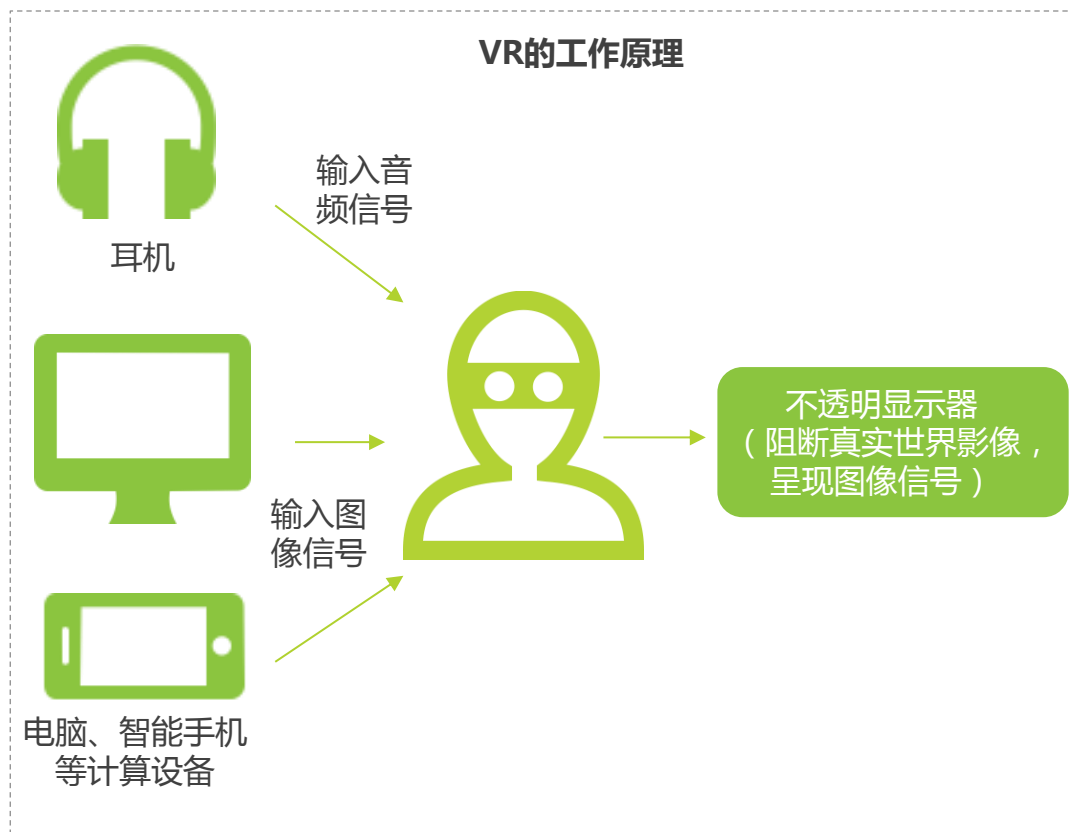 VR的工作原理
输入音
频信号
耳机
不透明显示器
（阻断真实世界影像，
呈现图像信号）
输入图
像信号
电脑、智能手机
等计算设备